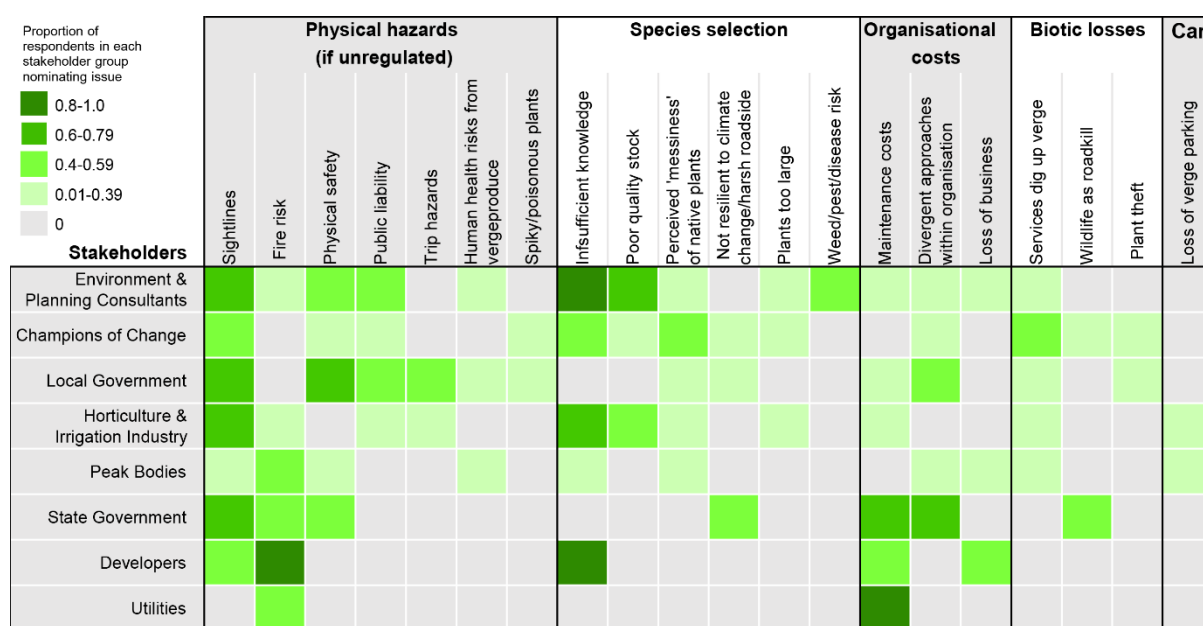 Proportion of
respondents in each
stakeholder group
nominating issue
0.8-1.0
0.6-0.79
0.4-0.59
0.01-0.39
0
Stakeholders
Physical hazards
(if unregulated)
Species selection
Organisational
costs
Biotic losses
Car
Sightlines
Fire risk
Physical safety
Public liability
Trip hazards
Human health risks from
vergeproduce
Spiky/poisonous plants
Infsufficient knowledge
Poor quality stock
Perceived 'messiness'
of native plants
Not resilient to climate
change/harsh roadside
Plants too large
Weed/pest/disease risk
Maintenance costs
Divergent approaches
within organisation
Loss of business
Services dig up verge
Wildlife as roadkill
Plant theft
Loss of verge parking
Environment &
Planning Consultants
Champions of Change
Local Government
Horticulture &
Irrigation Industry
Peak Bodies
State Government
Developers
Utilities